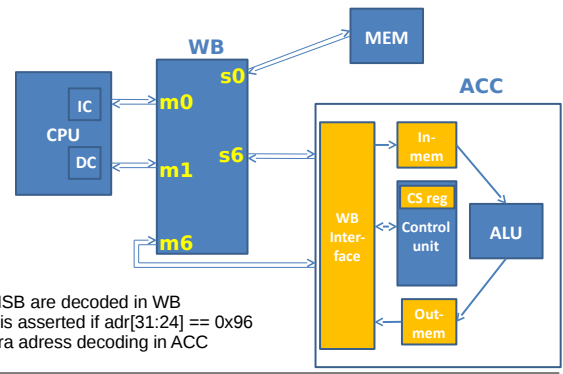 WB
MEM
s0
ACC
IC
m0
CPU
s6
In-
mem
DC
m1
CS reg
WB
Inter-
face
Control
unit
ALU
m6
Out-
mem
are decoded in WB
is asserted if adr[31:24] == 0x96
adress decoding in ACC